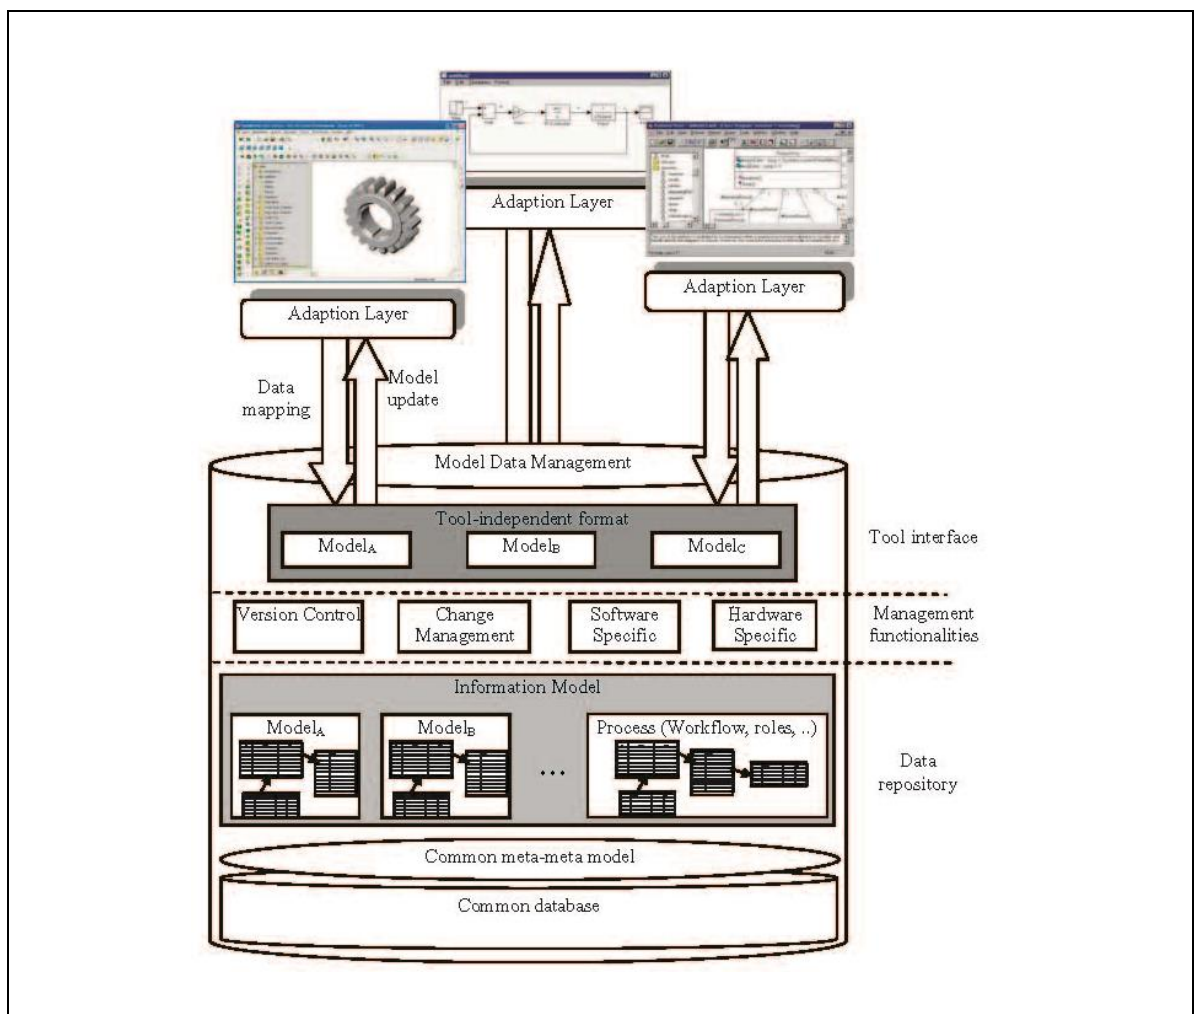 Adaption Layer
Adaption Layer
Adaption Layer
Data
mapping
Model
update
Model Data Management
Tool-independent format
ModelA
ModelB
ModelC
Tool interface
Version Control
Change
Management
Software
Specific
Hardware
Specific
Management
functionalities
Information Model
ModelA
ModelB
...
Process (Workflow, roles, ..)
Data
repository
Common meta-meta model
Common database